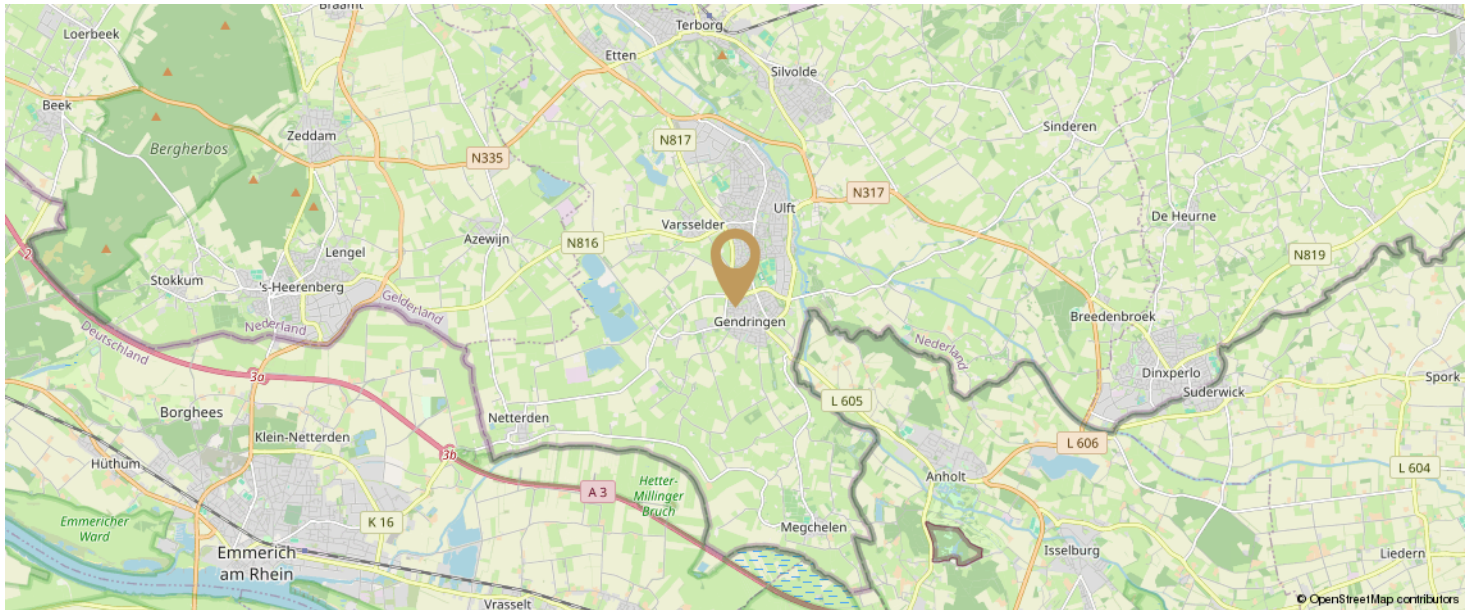 Braamt
Loerbeek
Terborg
Etten
Silvolde
Beek
Zeddam
Bergherbos
N817
N335
Sinderen
N317
Ulft
De Heurne
Varsselder
Azewijn
N816
Lengel
N819
2
Stokkum
's-Heerenberg
Gelderland
Nederland
Deutschland
Gendringen
Breedenbroek
Nederland
Dinxperlo
Spork
Suderwick
3a
L 605
Borghees
Netterden
Klein-Netterden
3b
L 606
Hüthum
L 604
Anholt
A 3
Hetter-
Millinger
Bruch
Emmericher
Ward
K 16
Megchelen
Emmerich
am Rhein
Isselburg
Liedern
Vrasselt
© OpenStreetMap contributors